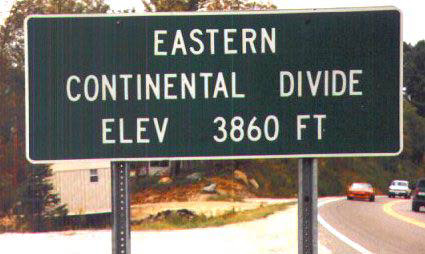 EASTERN
CONTINENTAL DIVIDE
ELEV 3860 FT